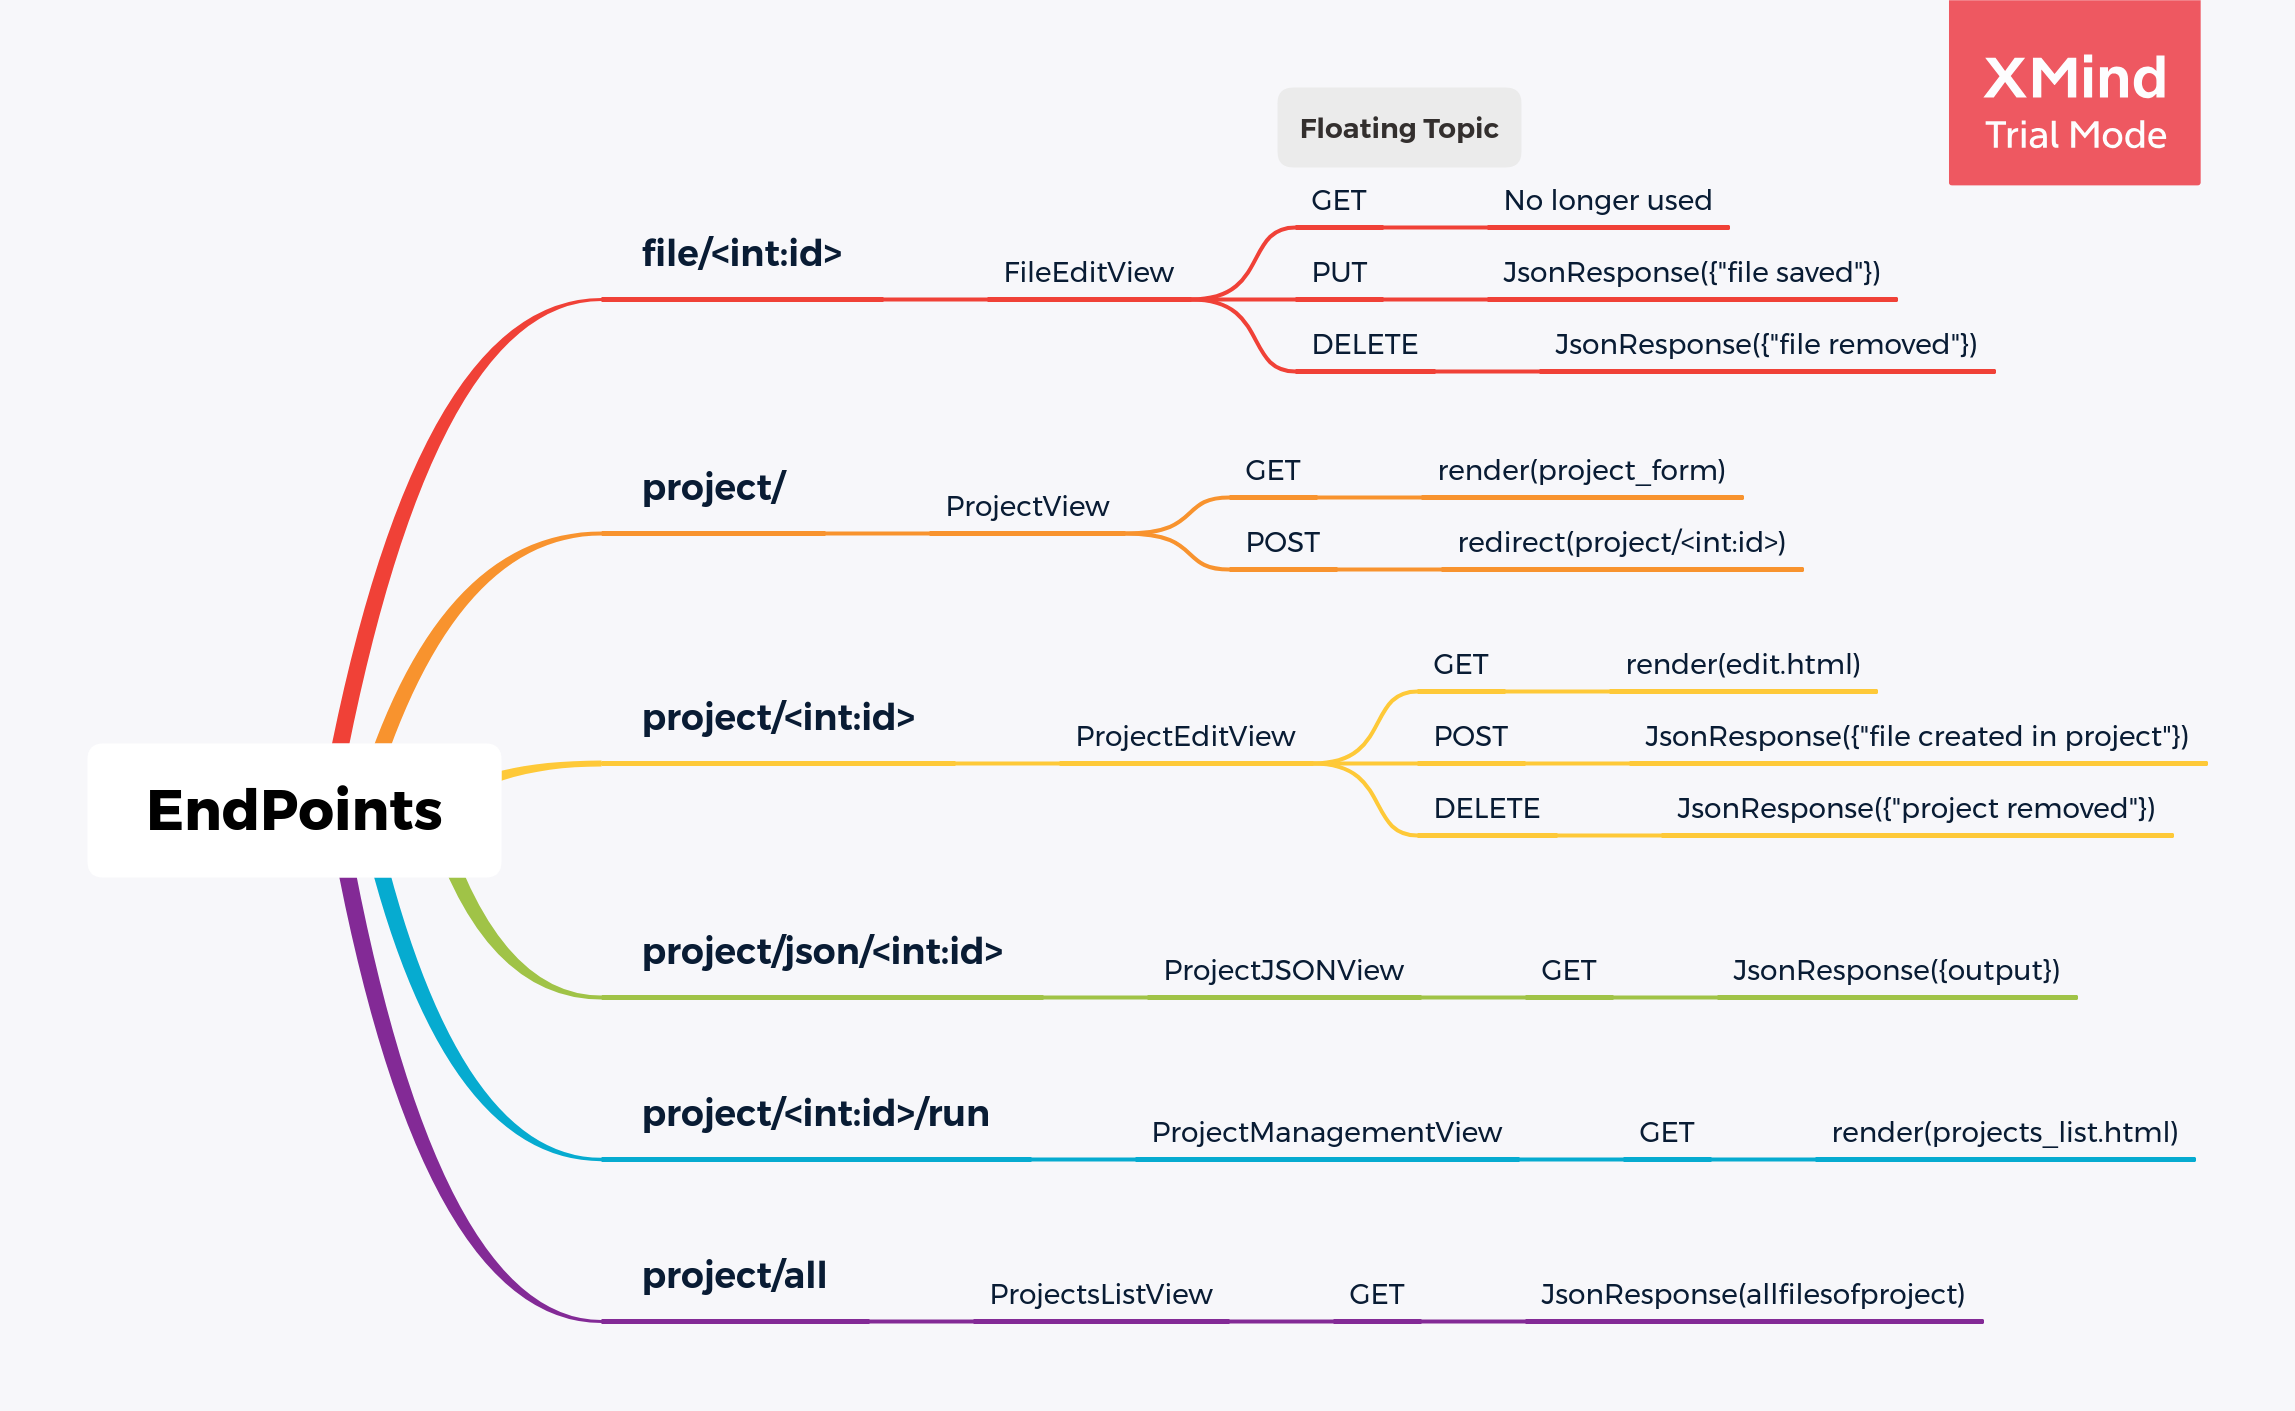 XMind
Trial Mode
Floating Topic
file/<int:id>
FileEditView
GET
No longer used
PUT
JsonResponse({"file saved"})
DELETE
JsonResponse({"file removed"})
project/
ProjectView
GET
render(project_form)
POST
redirect(project/<int:id>)
project/<int:id>
ProjectEditView
GET
render(edit.html)
POST
JsonResponse({"file created in project"})
DELETE
JsonResponse({"project removed"})
EndPoints
project/json/<int:id>
ProjectJSONView
GET
JsonResponse({output})
project/<int:id>/run
ProjectManagementView
GET
render(projects_list.html)
project/all
ProjectsListView
GET
JsonResponse(allfilesofproject)